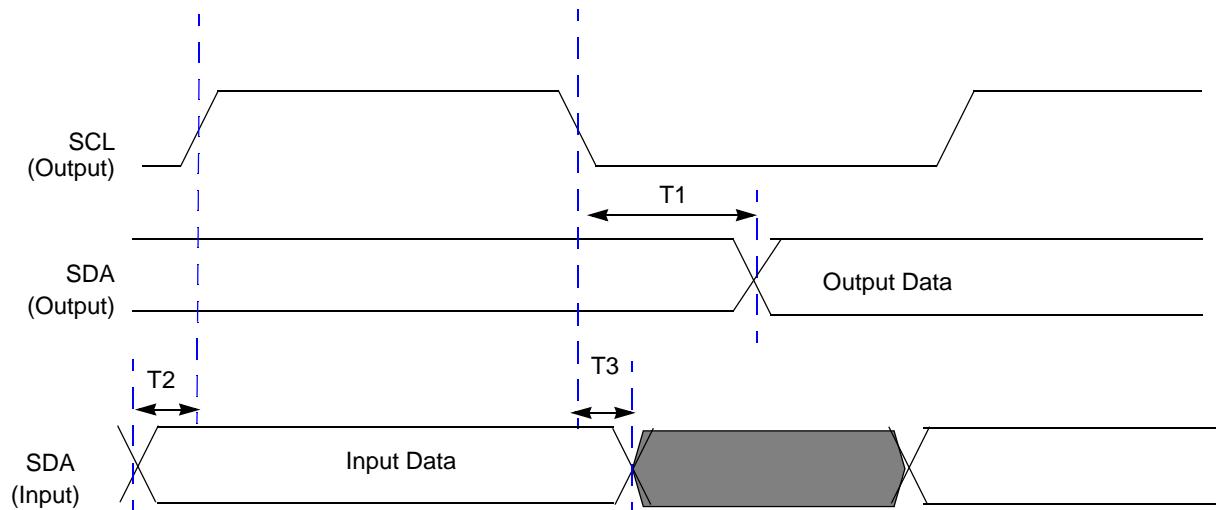 SCL
(Output)
T1
SDA
(Output)
Output Data
T2
T3
SDA
(Input)
Input Data